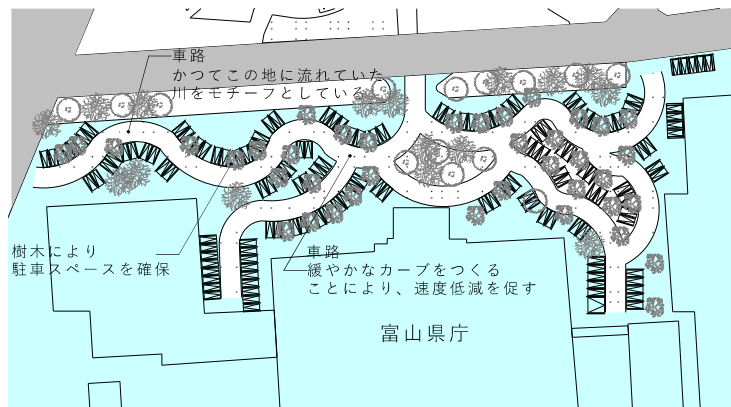 車路
かつてこの地に流れていた
川をモチーフとしている
樹木により
駐車スペースを確保
車路
緩やかなカーブをつくる
ことにより、速度低減を促す
富山県庁